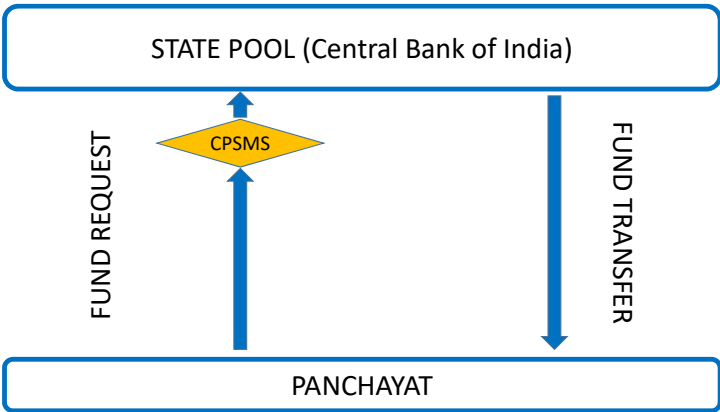 STATE POOL (Central Bank of India)
CPSMS
FUND REQUEST
FUND TRANSFER
PANCHAYAT